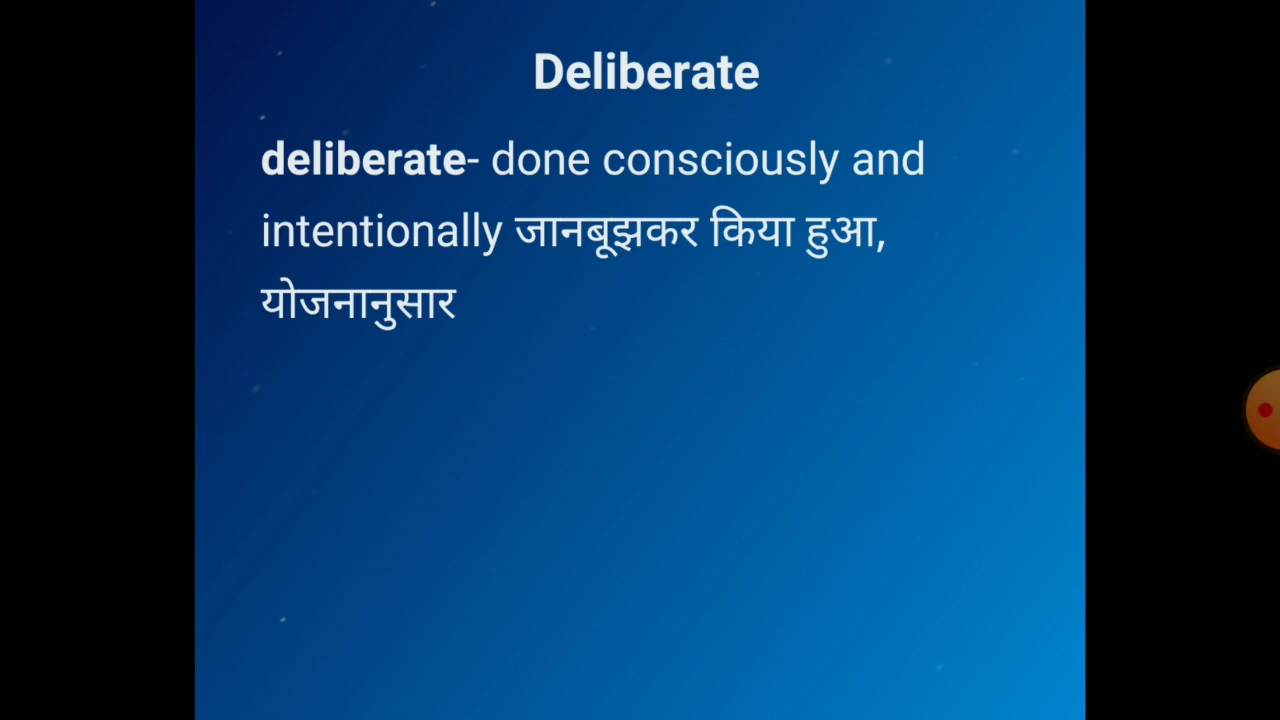 Deliberate
deliberate- done consciously and
intentionally जानबूझकर किया हुआ,
योजनानुसार